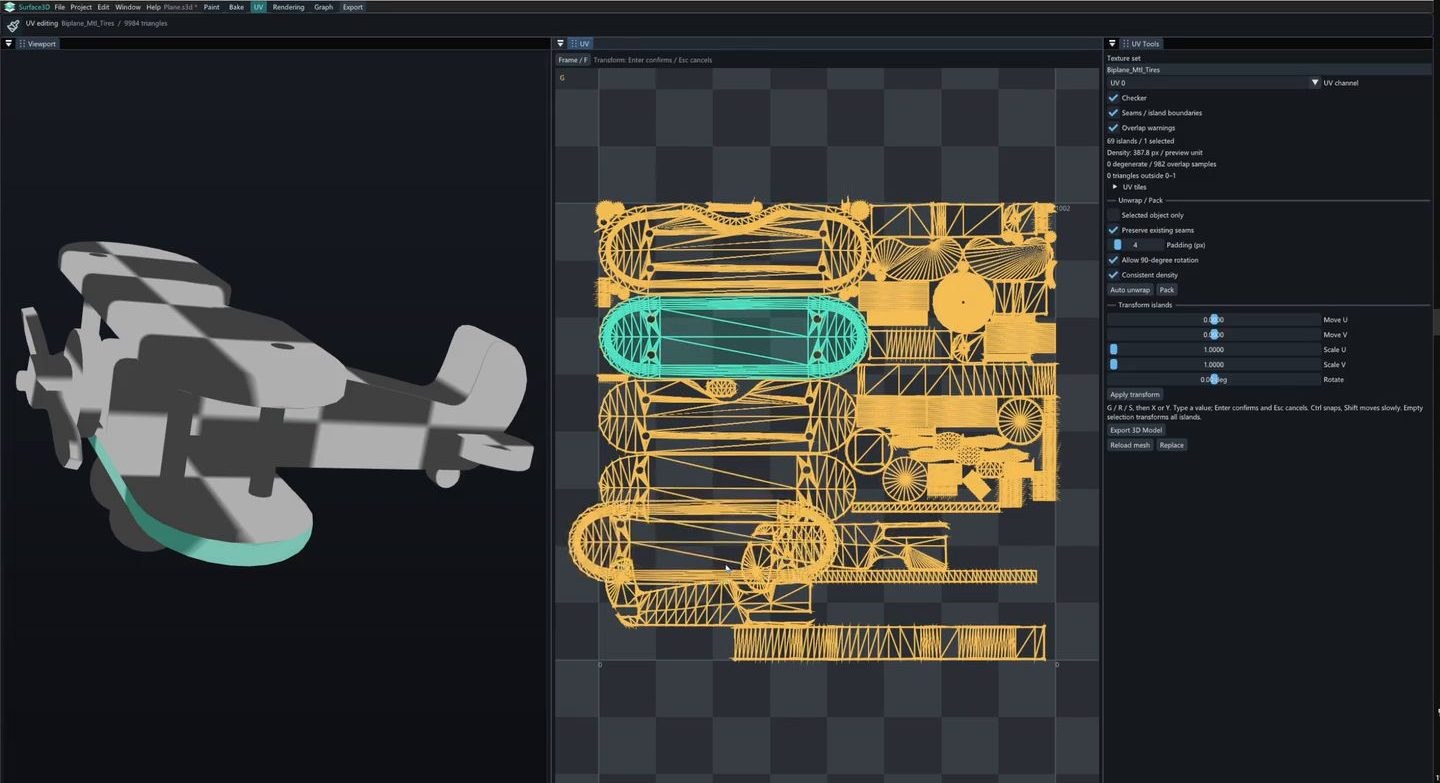 Surface3D File Project Edit Window Help Plane.s3d * Paint Bake UV Rendering Graph Export
UV editing Biplane_Mtl_Tires / 9984 triangles
Viewport
UV
UV Tools
Frame / F Transform: Enter confirms / Esc cancels
G
Texture set
Biplane_Mtl_Tires
UV 0 UV channel
Checker
Seams / island boundaries
Overlap warnings
69 islands / 1 selected
Density: 387.8 px / preview unit
0 degenerate / 982 overlap samples
0 triangles outside 0~1
UV tiles
Unwrap / Pack
Selected object only
Preserve existing seams
4 Padding (px)
Allow 90-degree rotation
Consistent density
Auto unwrap Pack
Transform islands
Move U
Move V
1.0000 Scale U
1.0000 Scale V
Rotate
Apply transform
G / R / S, then X or Y. Type a value; Enter confirms and Esc cancels. Ctrl snaps, Shift moves slowly. Empty
selection transforms all islands.
Export 3D Model
Reload mesh Replace
0 0